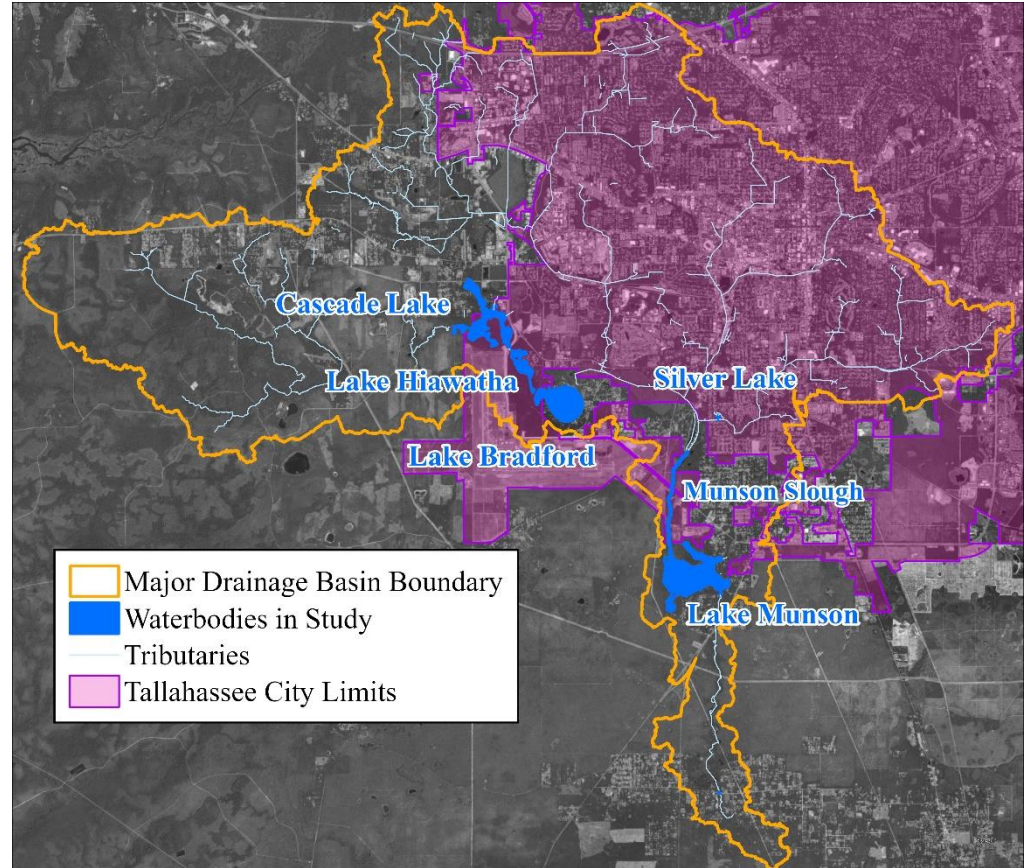 Cascade Lake
Lake Hiawatha
Silver Lake
Lake Bradford
Munson Slough
Lake Munson
Major Drainage Basin Boundary
Waterbodies in Study
Tributaries
Tallahassee City Limits